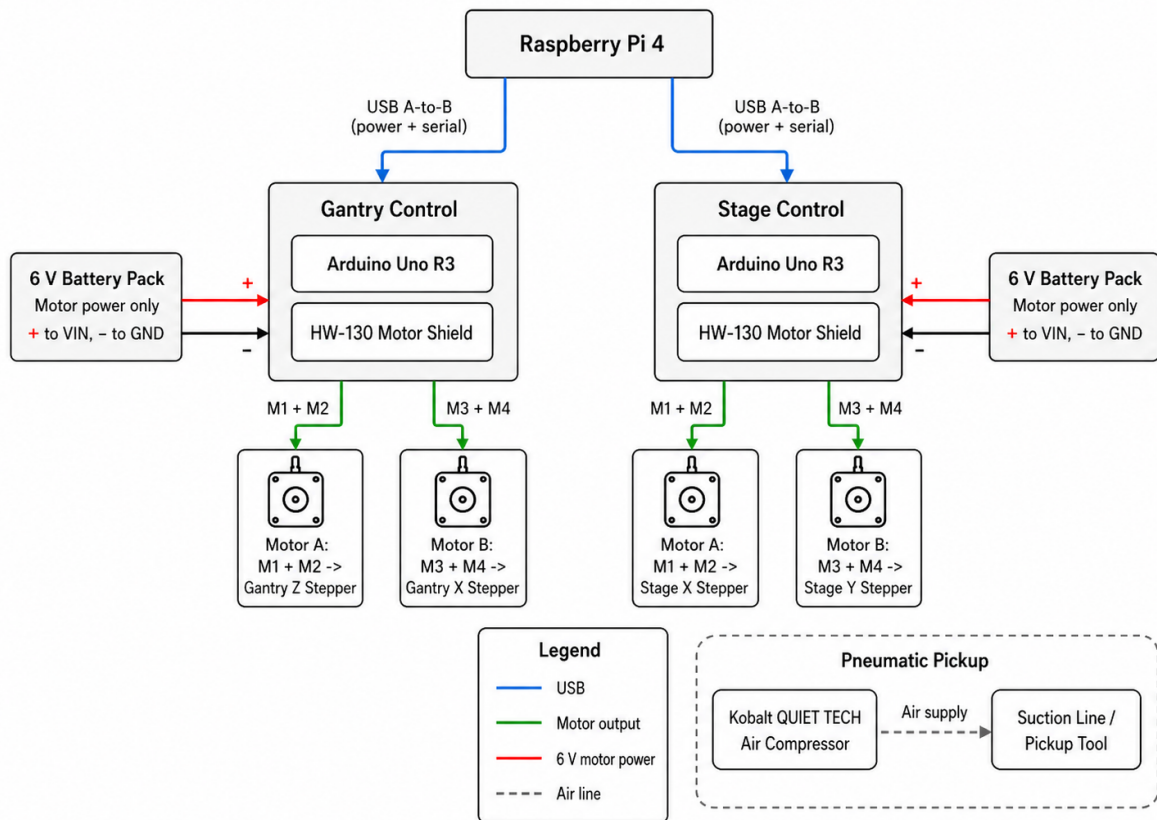 Raspberry Pi 4
USB A-to-B
(power + serial)
USB A-to-B
(power + serial)
Gantry Control
Arduino Uno R3
HW-130 Motor Shield
Stage Control
Arduino Uno R3
HW-130 Motor Shield
6 V Battery Pack
Motor power only
+ to VIN, – to GND
+
–
6 V Battery Pack
Motor power only
+ to VIN, – to GND
+
–
M1 + M2
M3 + M4
M1 + M2
M3 + M4
Motor A:
M1 + M2 ->
Gantry Z Stepper
Motor B:
M3 + M4 ->
Gantry X Stepper
Motor A:
M1 + M2 ->
Stage X Stepper
Motor B:
M3 + M4 ->
Stage Y Stepper
Legend
USB
Motor output
6 V motor power
Air line
Pneumatic Pickup
Kobalt QUIET TECH
Air Compressor
Air supply
Suction Line /
Pickup Tool